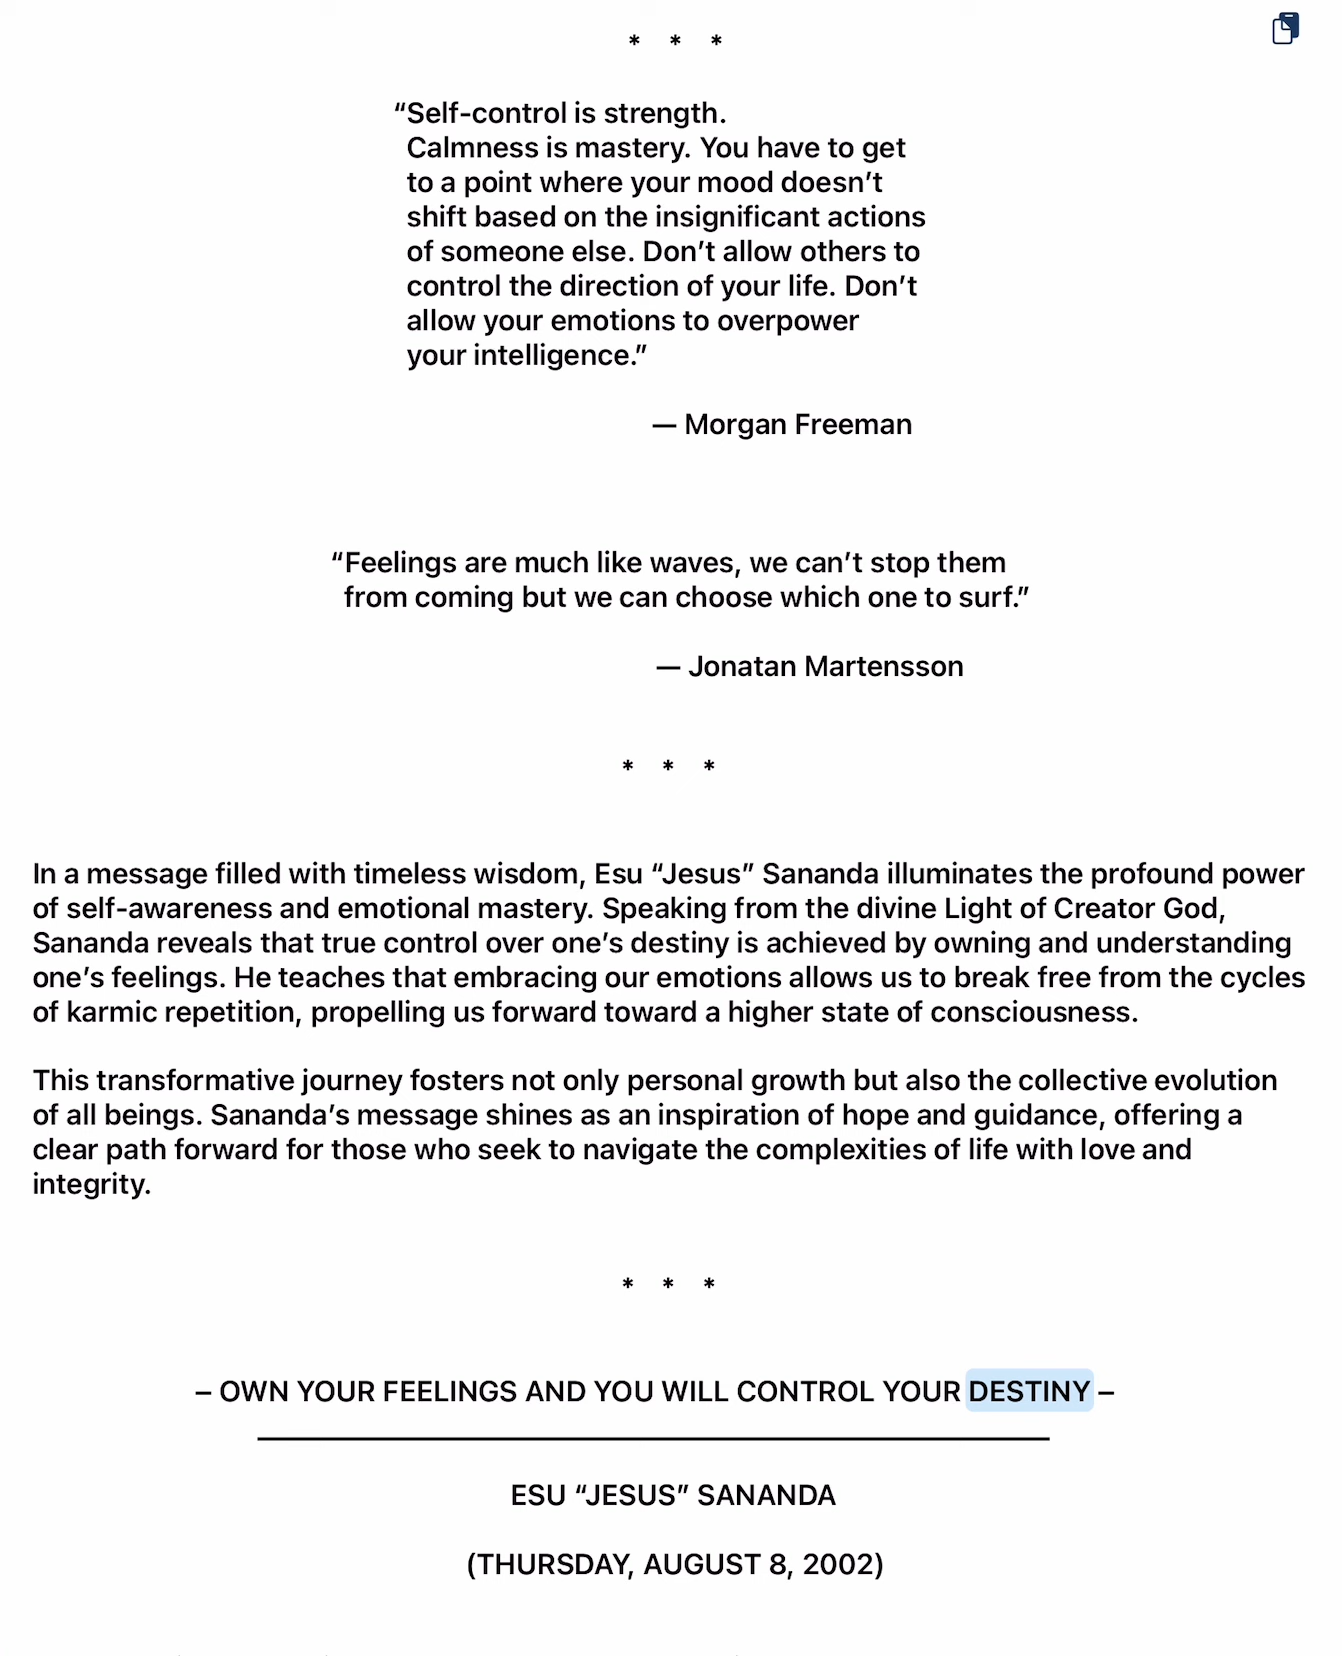 * * *
“Self-control is strength.
Calmness is mastery. You have to get
to a point where your mood doesn’t
shift based on the insignificant actions
of someone else. Don’t allow others to
control the direction of your life. Don’t
allow your emotions to overpower
your intelligence.”
— Morgan Freeman
“Feelings are much like waves, we can’t stop them
from coming but we can choose which one to surf.”
— Jonatan Martensson
* * *
In a message filled with timeless wisdom, Esu “Jesus” Sananda illuminates the profound power
of self-awareness and emotional mastery. Speaking from the divine Light of Creator God,
Sananda reveals that true control over one’s destiny is achieved by owning and understanding
one’s feelings. He teaches that embracing our emotions allows us to break free from the cycles
of karmic repetition, propelling us forward toward a higher state of consciousness.
This transformative journey fosters not only personal growth but also the collective evolution
of all beings. Sananda’s message shines as an inspiration of hope and guidance, offering a
clear path forward for those who seek to navigate the complexities of life with love and
integrity.
* * *
– OWN YOUR FEELINGS AND YOU WILL CONTROL YOUR DESTINY –
ESU “JESUS” SANANDA
(THURSDAY, AUGUST 8, 2002)